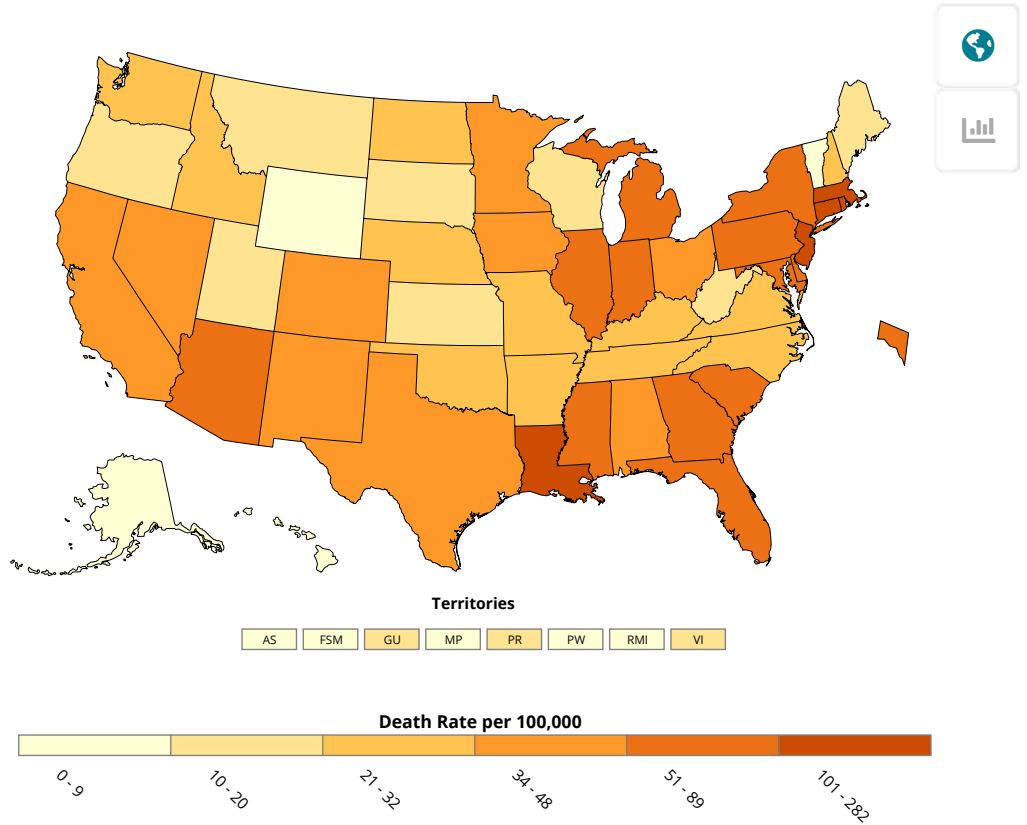 Territories
AS FSM GU MP PR PW RMI VI
Death Rate per 100,000
0 - 9 10 - 20 21 - 32 34 - 48 51 - 89 101 - 282